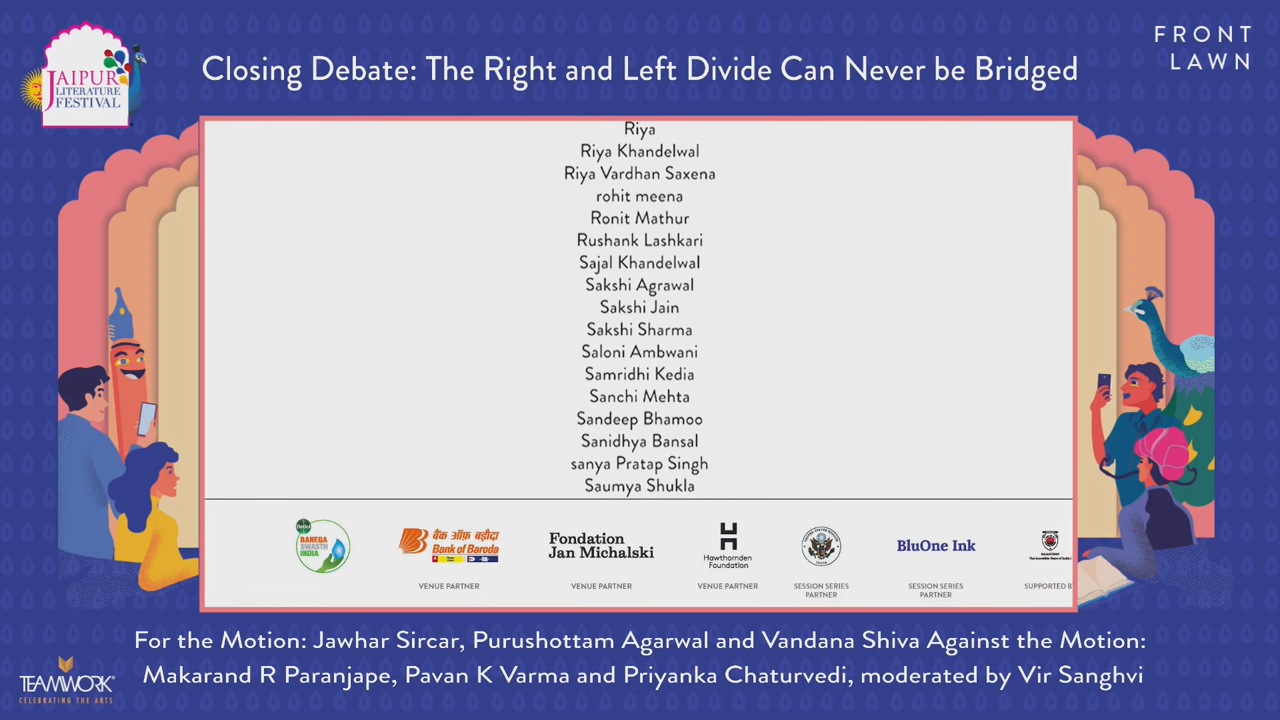 FRONT
LAWN
JAIPUR
LITERATURE
FESTIVAL
Closing Debate: The Right and Left Divide Can Never be Bridged
Riya
Riya Khandelwal
Riya Vardhan Saxena
rohit meena
Ronit Mathur
Rushank Lashkari
Sajal Khandelwal
Sakshi Agrawal
Sakshi Jain
Sakshi Sharma
Saloni Ambwani
Samridhi Kedia
Sanchi Mehta
Sandeep Bhamoo
Sanidhya Bansal
sanya Pratap Singh
Saumya Shukla
Dettol
BANEGA
SWASTH
INDIA
बैंक ऑफ़ बड़ौदा
Bank of Baroda
VENUE PARTNER
Fondation
Jan Michalski
VENUE PARTNER
Hawthornden
Foundation
VENUE PARTNER
SESSION SERIES
PARTNER
BluOne Ink
SESSION SERIES
PARTNER
SUPPORTED B
For the Motion: Jawhar Sircar, Purushottam Agarwal and Vandana Shiva Against the Motion:
Makarand R Paranjape, Pavan K Varma and Priyanka Chaturvedi, moderated by Vir Sanghvi
TEAMWORK
CELEBRATING THE ARTS